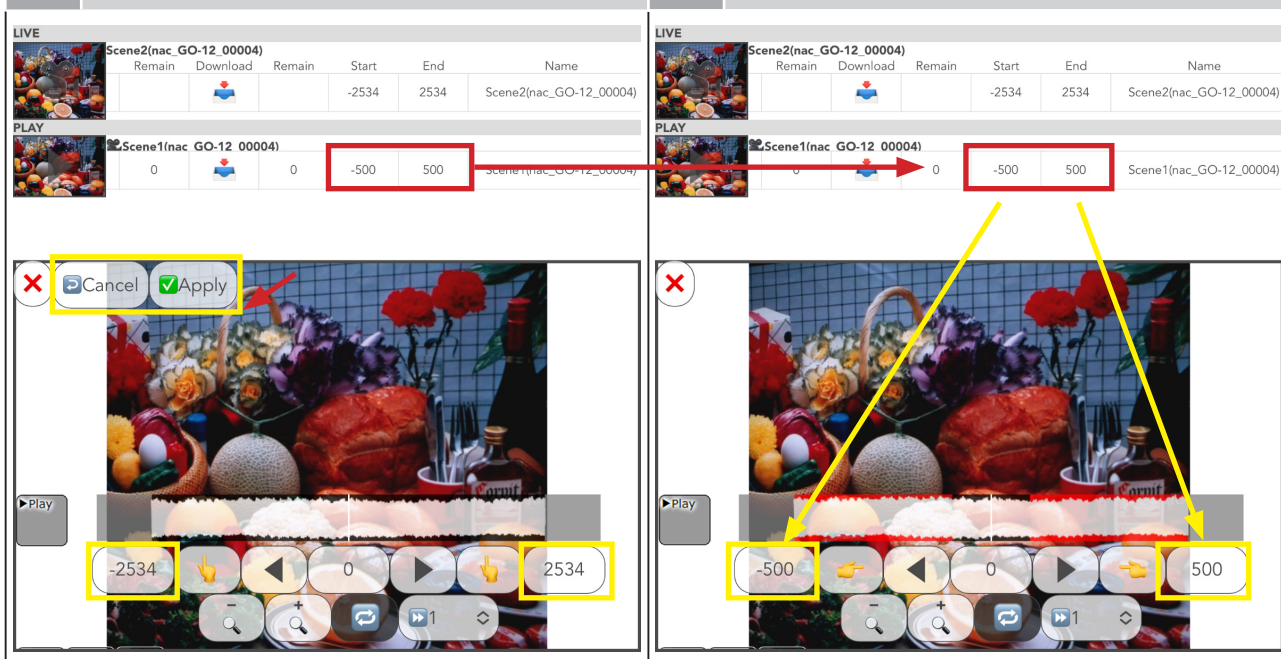 LIVE
Scene2(nac_GO-12_00004)
Remain Download Remain Start End Name
-2534 2534 Scene2(nac_GO-12_00004)
PLAY
Scene1(nac_GO-12_00004)
0 0 -500 500 Scene1(nac_GO-12_00004)
Cancel Apply
Play
-2534 0 2534
- +
1
LIVE
Scene2(nac_GO-12_00004)
Remain Download Remain Start End Name
-2534 2534 Scene2(nac_GO-12_00004)
PLAY
Scene1(nac_GO-12_00004)
0 0 -500 500 Scene1(nac_GO-12_00004)
Play
-500 0 500
- +
1